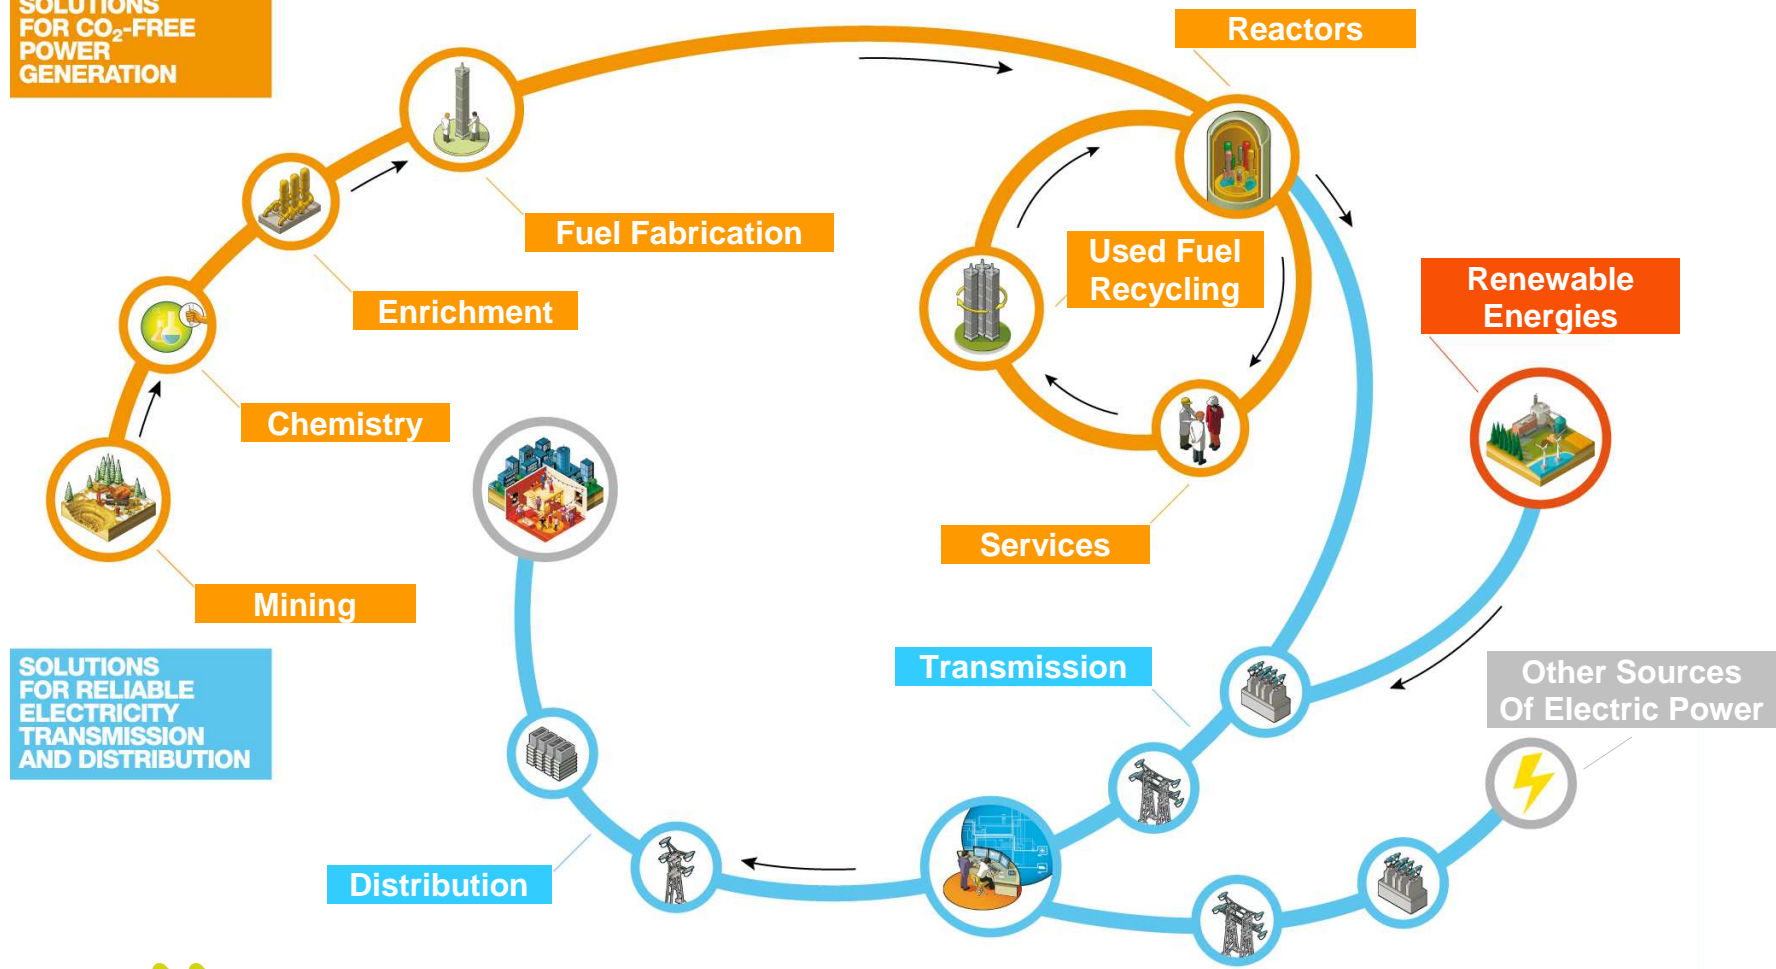 SOLUTIONS
FOR CO₂-FREE
POWER
GENERATION
Reactors
Fuel Fabrication
Used Fuel
Recycling
Renewable
Energies
Enrichment
Chemistry
Services
Mining
SOLUTIONS
FOR RELIABLE
ELECTRICITY
TRANSMISSION
AND DISTRIBUTION
Transmission
Other Sources
Of Electric Power
Distribution